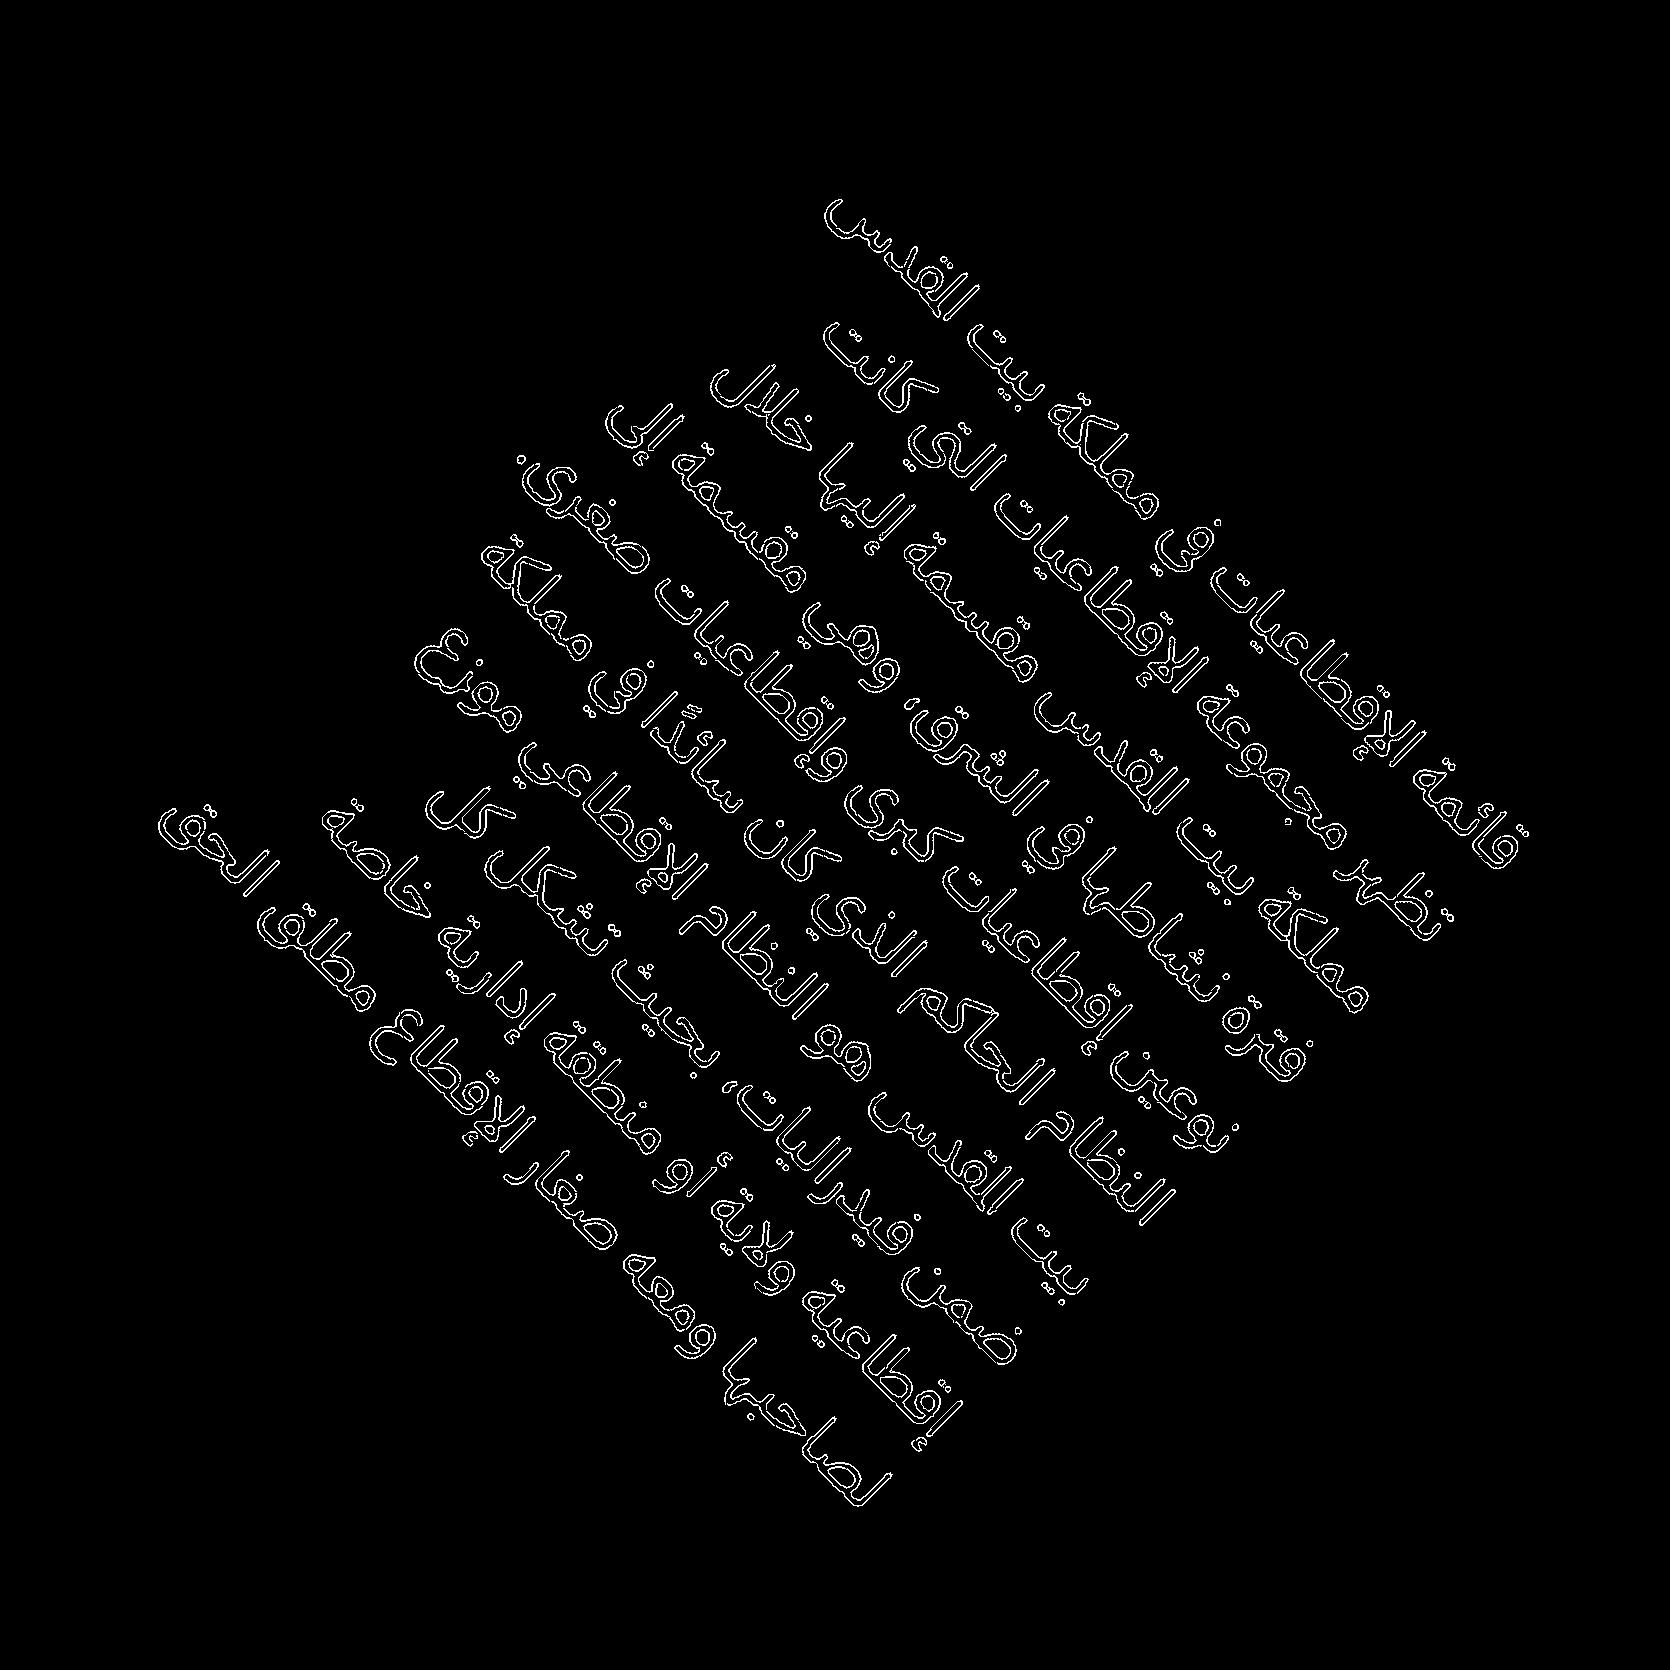 قائمة الإقطاعيات في مملكة بيت القدس
تظهر مجموعة الإقطاعيات التي كانت
مملكة بيت القدس مقسمة إليها خلال
فترة نشاطها في الشرق، وهي مقسمة إلى
نوعين إقطاعيات كبرى وإقطاعيات صغرى.
النظام الحاكم الذي كان سائدًا في مملكة
بيت القدس هو النظام الإقطاعي موزع
ضمن فيدراليات، بحيث تشكل كل
إقطاعية ولاية أو منطقة إدارية خاصة
لصاحبها ومعه صغار الإقطاع مطلق الحق